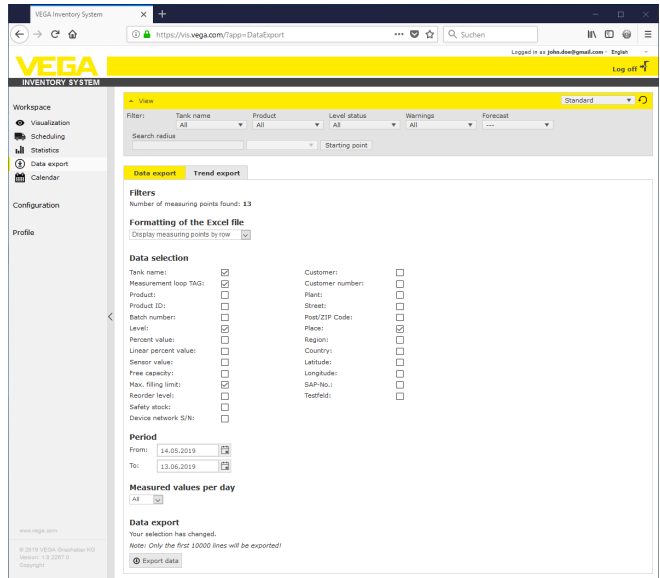 VEGA Inventory System
https://vis.vega.com/?app=DataExport
Suchen
Logged in as john.doe@gmail.com - English
VEGA
INVENTORY SYSTEM
Log off
Workspace
Visualization
Scheduling
Statistics
Data export
Calendar
Configuration
Profile
View
Standard
Filter:
Tank name
Product
Level status
Warnings
Forecast
All
All
All
All
---
Search radius
Starting point
Data export
Trend export
Filters
Number of measuring points found: 13
Formatting of the Excel file
Display measuring points by row
Data selection
Tank name:
Measurement loop TAG:
Product:
Product ID:
Batch number:
Level:
Percent value:
Linear percent value:
Sensor value:
Free capacity:
Max. filling limit:
Reorder level:
Safety stock:
Device network S/N:
Customer:
Customer number:
Plant:
Street:
Post/ZIP Code:
Place:
Region:
Country:
Latitude:
Longitude:
SAP-No.:
Testfeld:
Period
From: 14.05.2019
To: 13.06.2019
Measured values per day
All
Data export
Your selection has changed.
Note: Only the first 10000 lines will be exported!
Export data
www.vega.com
VEGA Grieshaber KG
Copyright